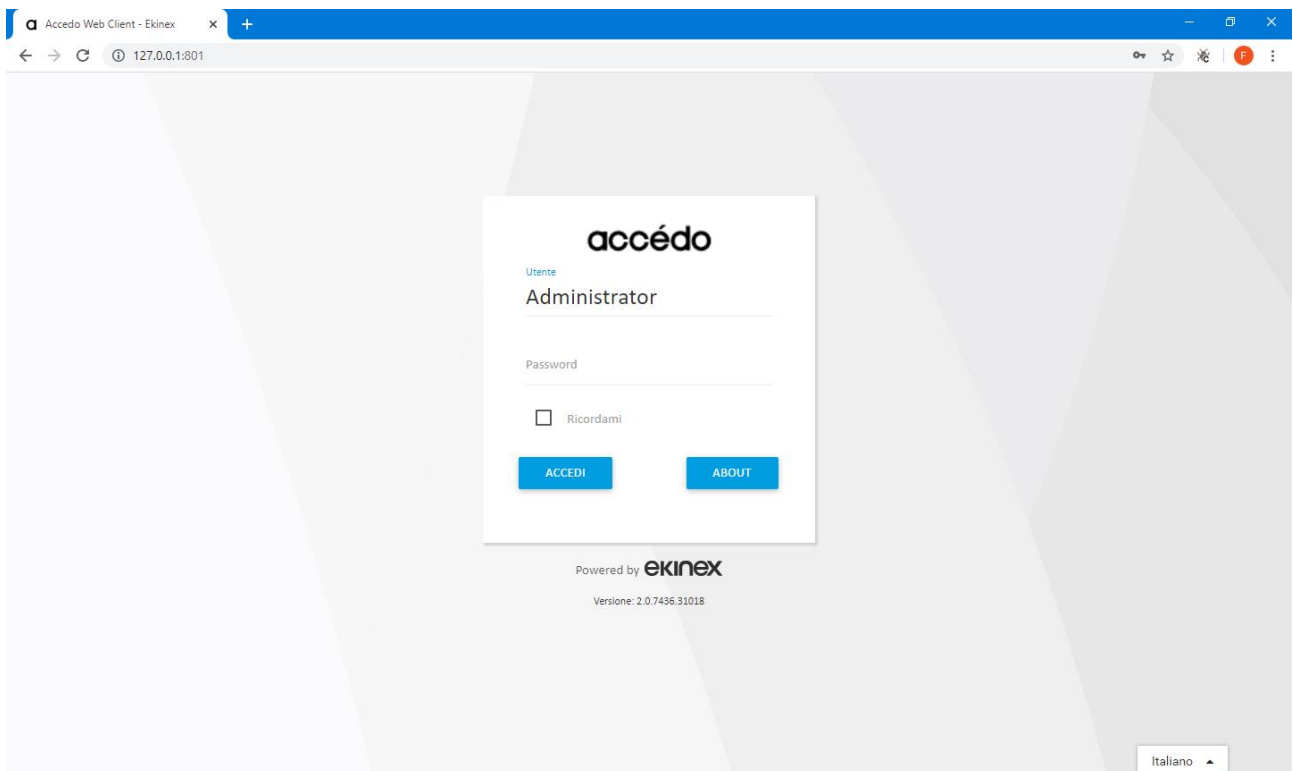 Accedo Web Client - Ekinex
127.0.0.1:801
F
accédo
Utente
Administrator
Password
Ricordami
ACCEDI ABOUT
Powered by ekinex
Versione: 2.0.7436.31018
Italiano